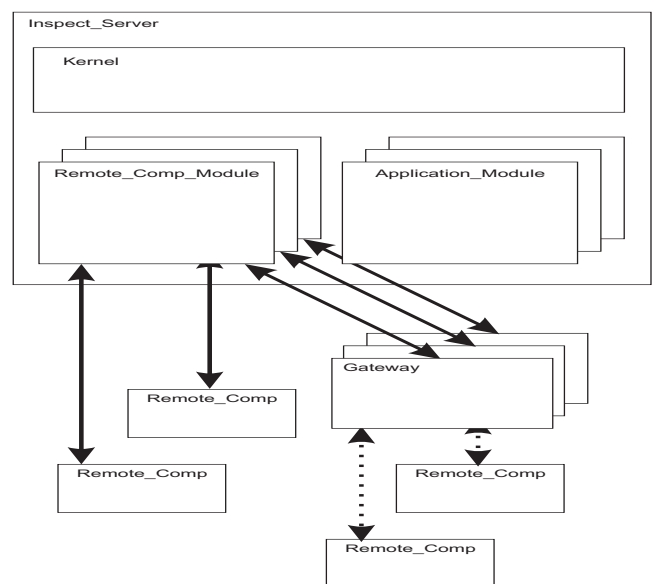 Inspect_Server
Kernel
Remote_Comp_Module
Application_Module
Gateway
Remote_Comp
Remote_Comp
Remote_Comp
Remote_Comp